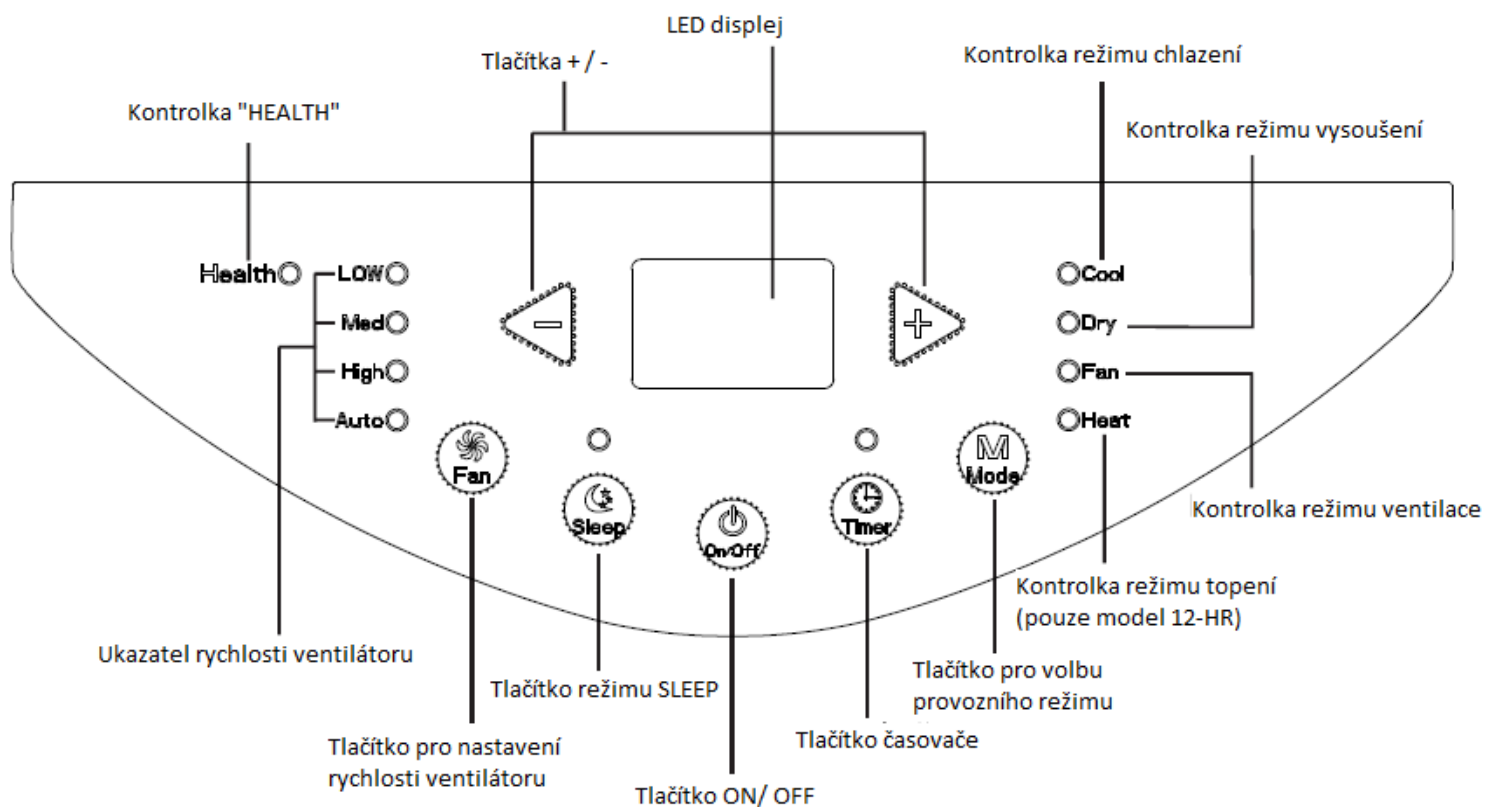 LED displej
Tlačítka + / -
Kontrolka režimu chlazení
Kontrolka "HEALTH"
Kontrolka režimu vysoušení
Health
LOW
Med
High
Auto
-
+
Cool
Dry
Fan
Heat
Fan
Sleep
On/Off
Timer
M
Mode
Kontrolka režimu ventilace
Kontrolka režimu topení
(pouze model 12-HR)
Ukazatel rychlosti ventilátoru
Tlačítko režimu SLEEP
Tlačítko pro volbu
provozního režimu
Tlačítko pro nastavení
rychlosti ventilátoru
Tlačítko časovače
Tlačítko ON/ OFF